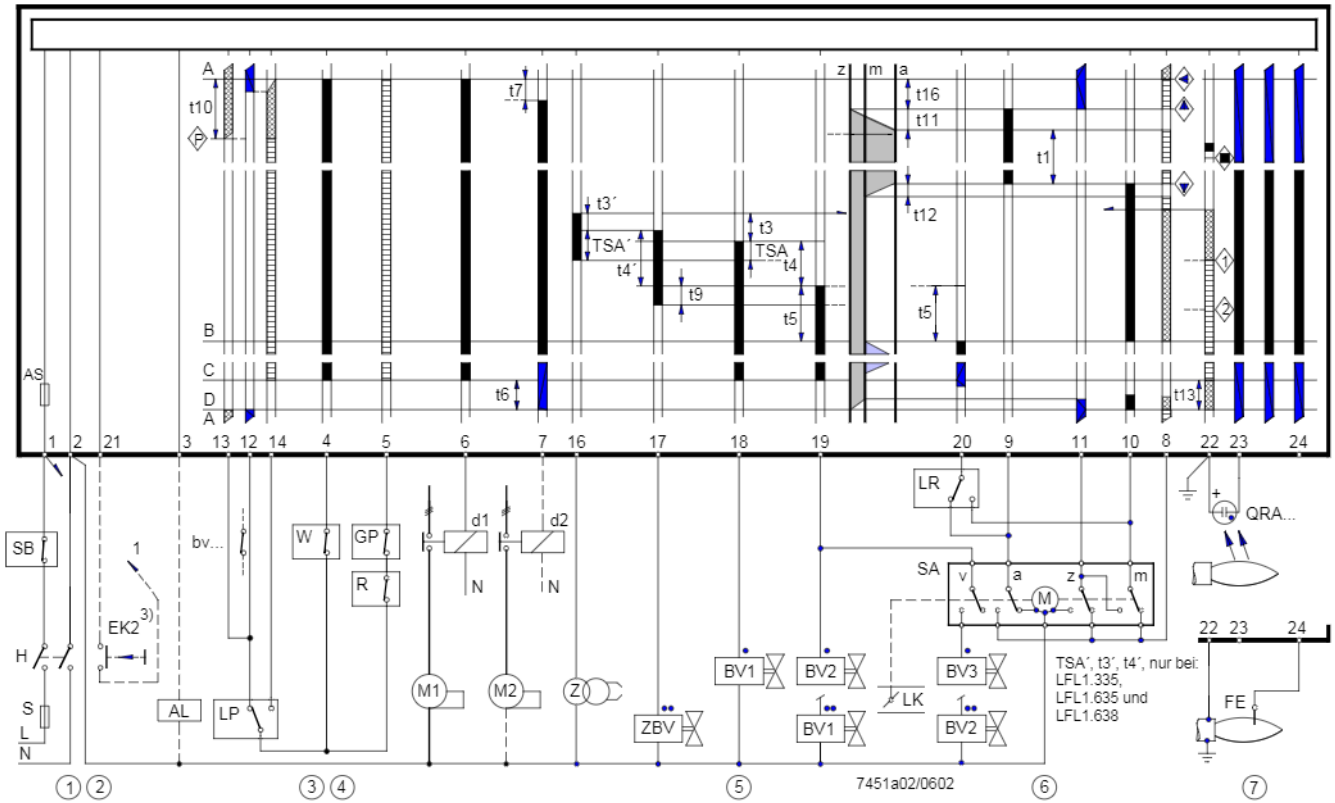 A z m a
t10 t7 t16
P t11
t1
t3´ t3 t12
TSA´ TSA t4 1
t4´
t9 t5 t5 2
B
AS C
t6 t13
D
A
1 2 21 3 13 12 14 4 5 6 7 16 17 18 19 20 9 11 10 8 22 23 24
LR
+
QRA...
SB 1 bv... W GP d1 d2
R N N
SA v a z m
M
EK2 3)
H
22 23 24
TSA´, t3´, t4´, nur bei:
LFL1.335,
LFL1.635 und
LFL1.638
BV1 BV2 BV3
M1 M2 Z
S AL LP LK FE
L
ZBV BV1 BV2
N
7451a02/0602
1 2 3 4 5 6 7